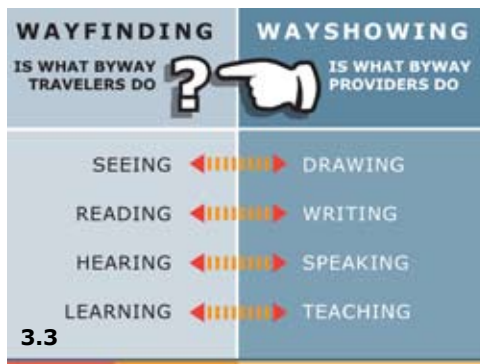 WAYFINDING
IS WHAT BYWAY
TRAVELERS DO
?
WAYSHOWING
IS WHAT BYWAY
PROVIDERS DO
SEEING DRAWING
READING WRITING
HEARING SPEAKING
LEARNING TEACHING
3.3